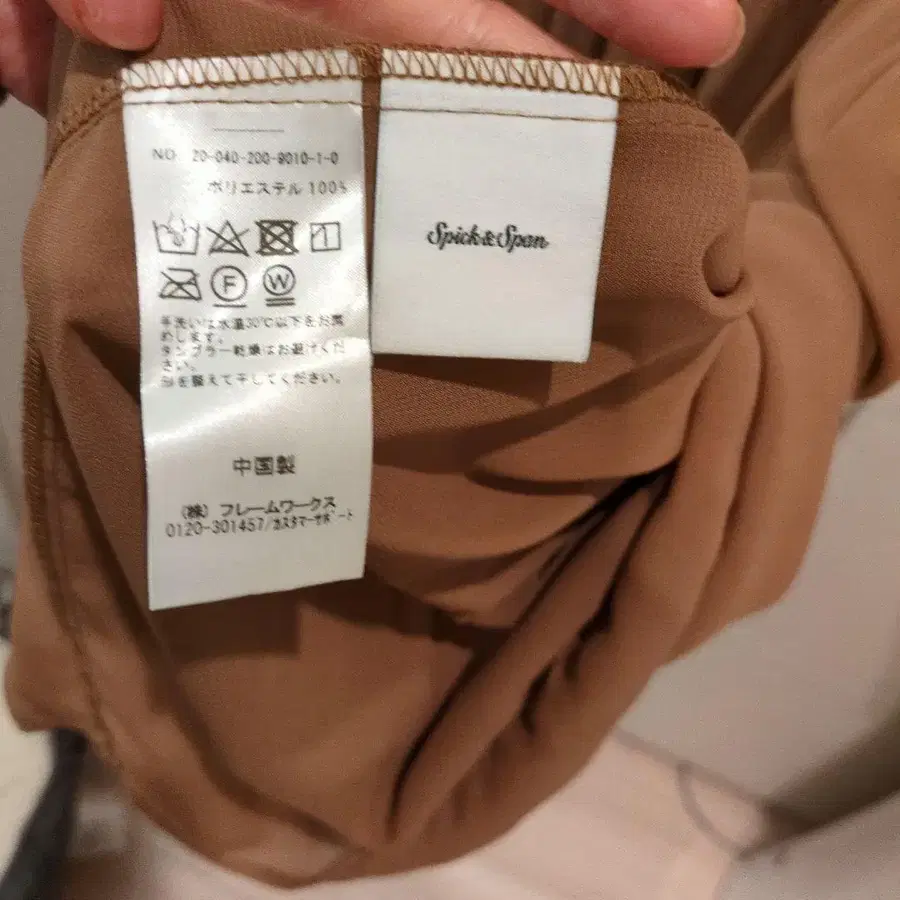 NO 20-040-200-9010-1-0
ポリエステル 100%
F
W
手洗いは水温30℃以下をお薦
めします。
タンブラー乾燥はお避けくだ
さい。
形を整えて干してください。
中国製
(株) フレームワークス
0120-301457/カスタマーサポート
Spick&Span